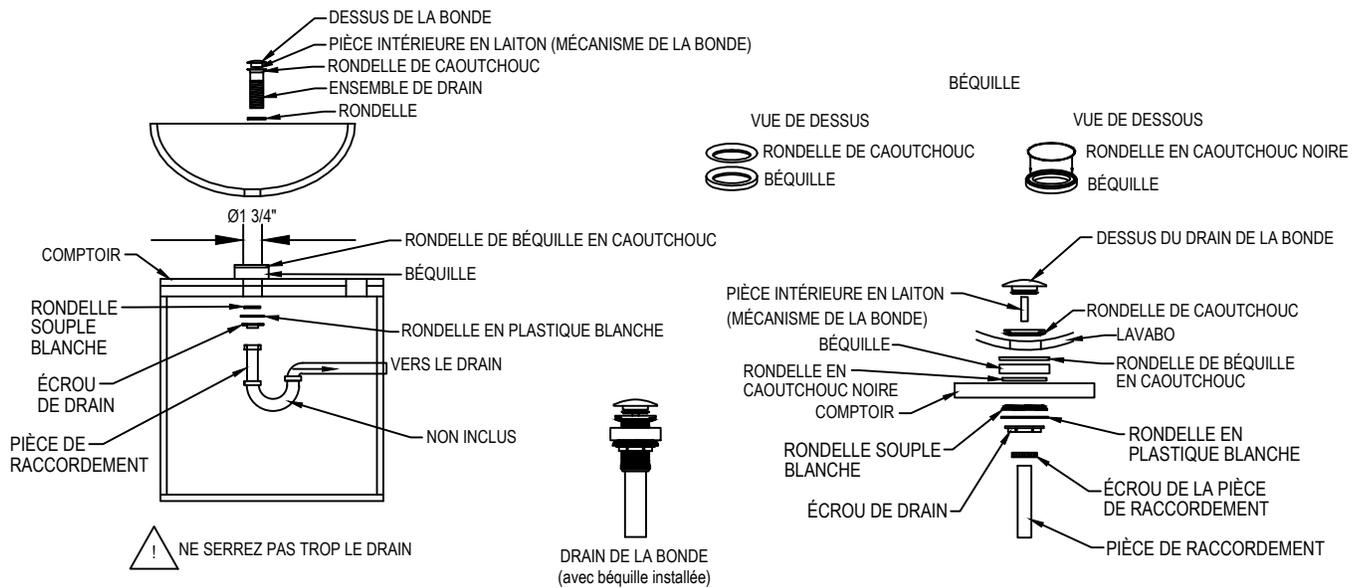 DESSUS DE LA BONDE
PIÈCE INTÉRIEURE EN LAITON (MÉCANISME DE LA BONDE)
RONDELLE DE CAOUTCHOUC
ENSEMBLE DE DRAIN
RONDELLE
Ø1 3/4"
RONDELLE DE BÉQUILLE EN CAOUTCHOUC
COMPTOIR
BÉQUILLE
RONDELLE
SOUPLE
BLANCHE
RONDELLE EN PLASTIQUE BLANCHE
VERS LE DRAIN
ÉCROU
DE DRAIN
NON INCLUS
PIÈCE DE
RACCORDEMENT
! NE SERREZ PAS TROP LE DRAIN
DRAIN DE LA BONDE
(avec béquille installée)
BÉQUILLE
VUE DE DESSUS
RONDELLE DE CAOUTCHOUC
BÉQUILLE
VUE DE DESSOUS
RONDELLE EN CAOUTCHOUC NOIRE
BÉQUILLE
DESSUS DU DRAIN DE LA BONDE
PIÈCE INTÉRIEURE EN LAITON
(MÉCANISME DE LA BONDE)
RONDELLE DE CAOUTCHOUC
LAVABO
BÉQUILLE
RONDELLE DE BÉQUILLE
EN CAOUTCHOUC
RONDELLE EN
CAOUTCHOUC NOIRE
COMPTOIR
RONDELLE SOUPLE
BLANCHE
RONDELLE EN
PLASTIQUE BLANCHE
ÉCROU DE DRAIN
ÉCROU DE LA PIÈCE
DE RACCORDEMENT
PIÈCE DE RACCORDEMENT